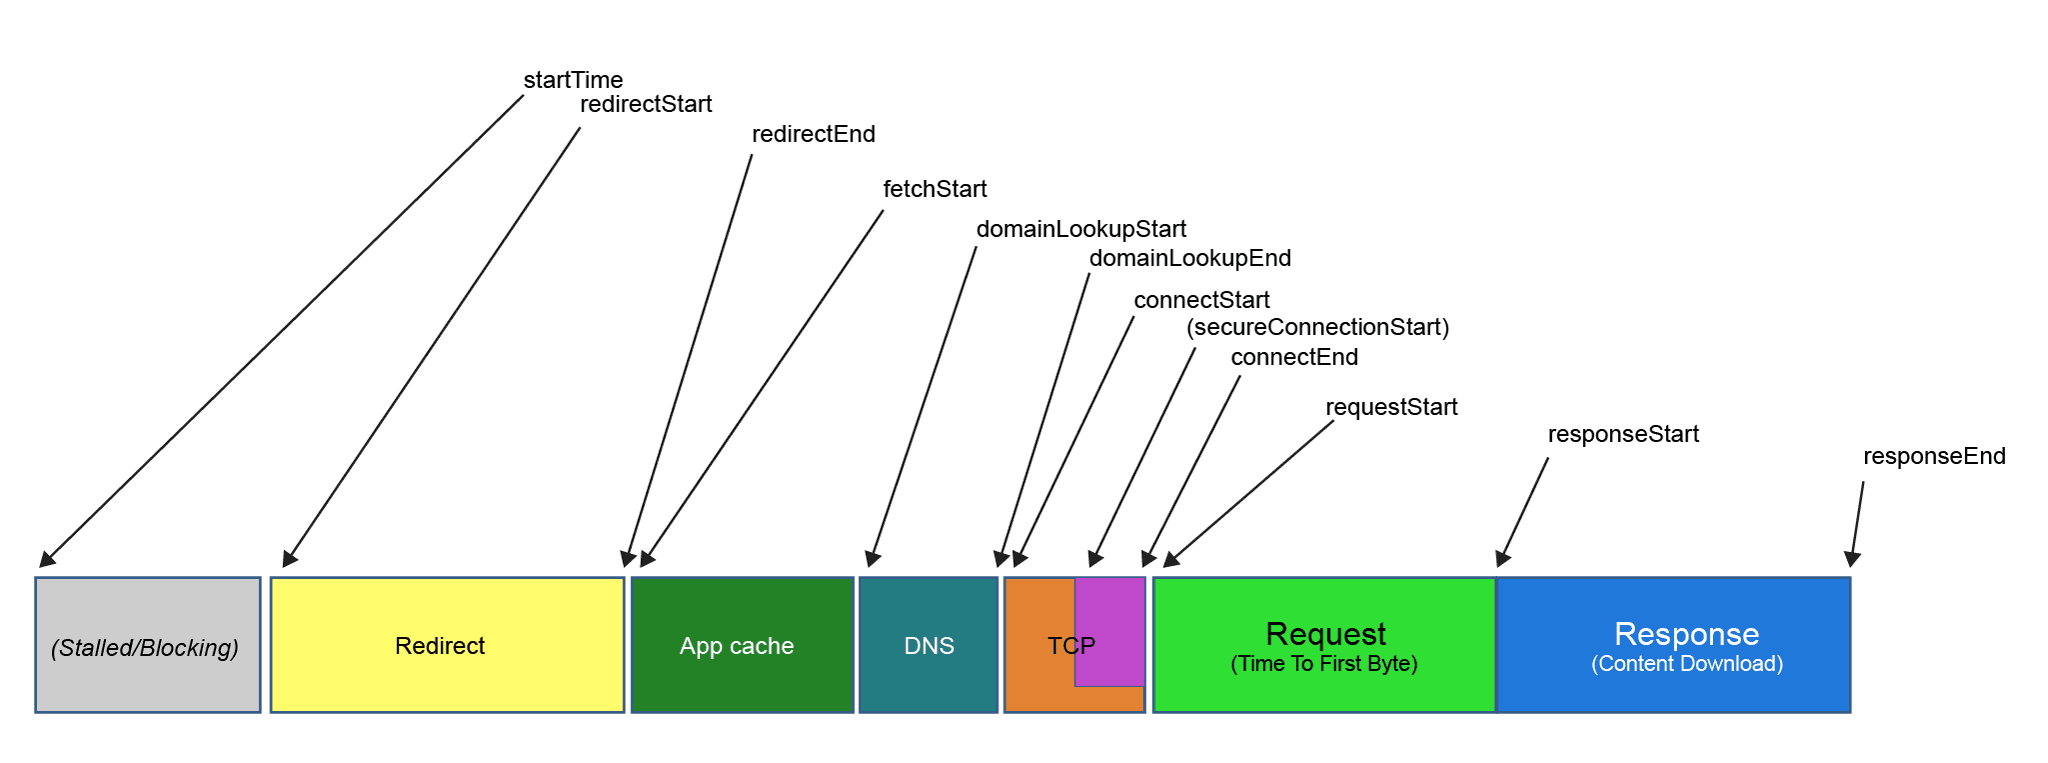 startTime
redirectStart
redirectEnd
fetchStart
domainLookupStart
domainLookupEnd
connectStart
(secureConnectionStart)
connectEnd
requestStart
responseStart
responseEnd
(Stalled/Blocking)
Redirect
App cache
DNS
TCP
Request
(Time To First Byte)
Response
(Content Download)